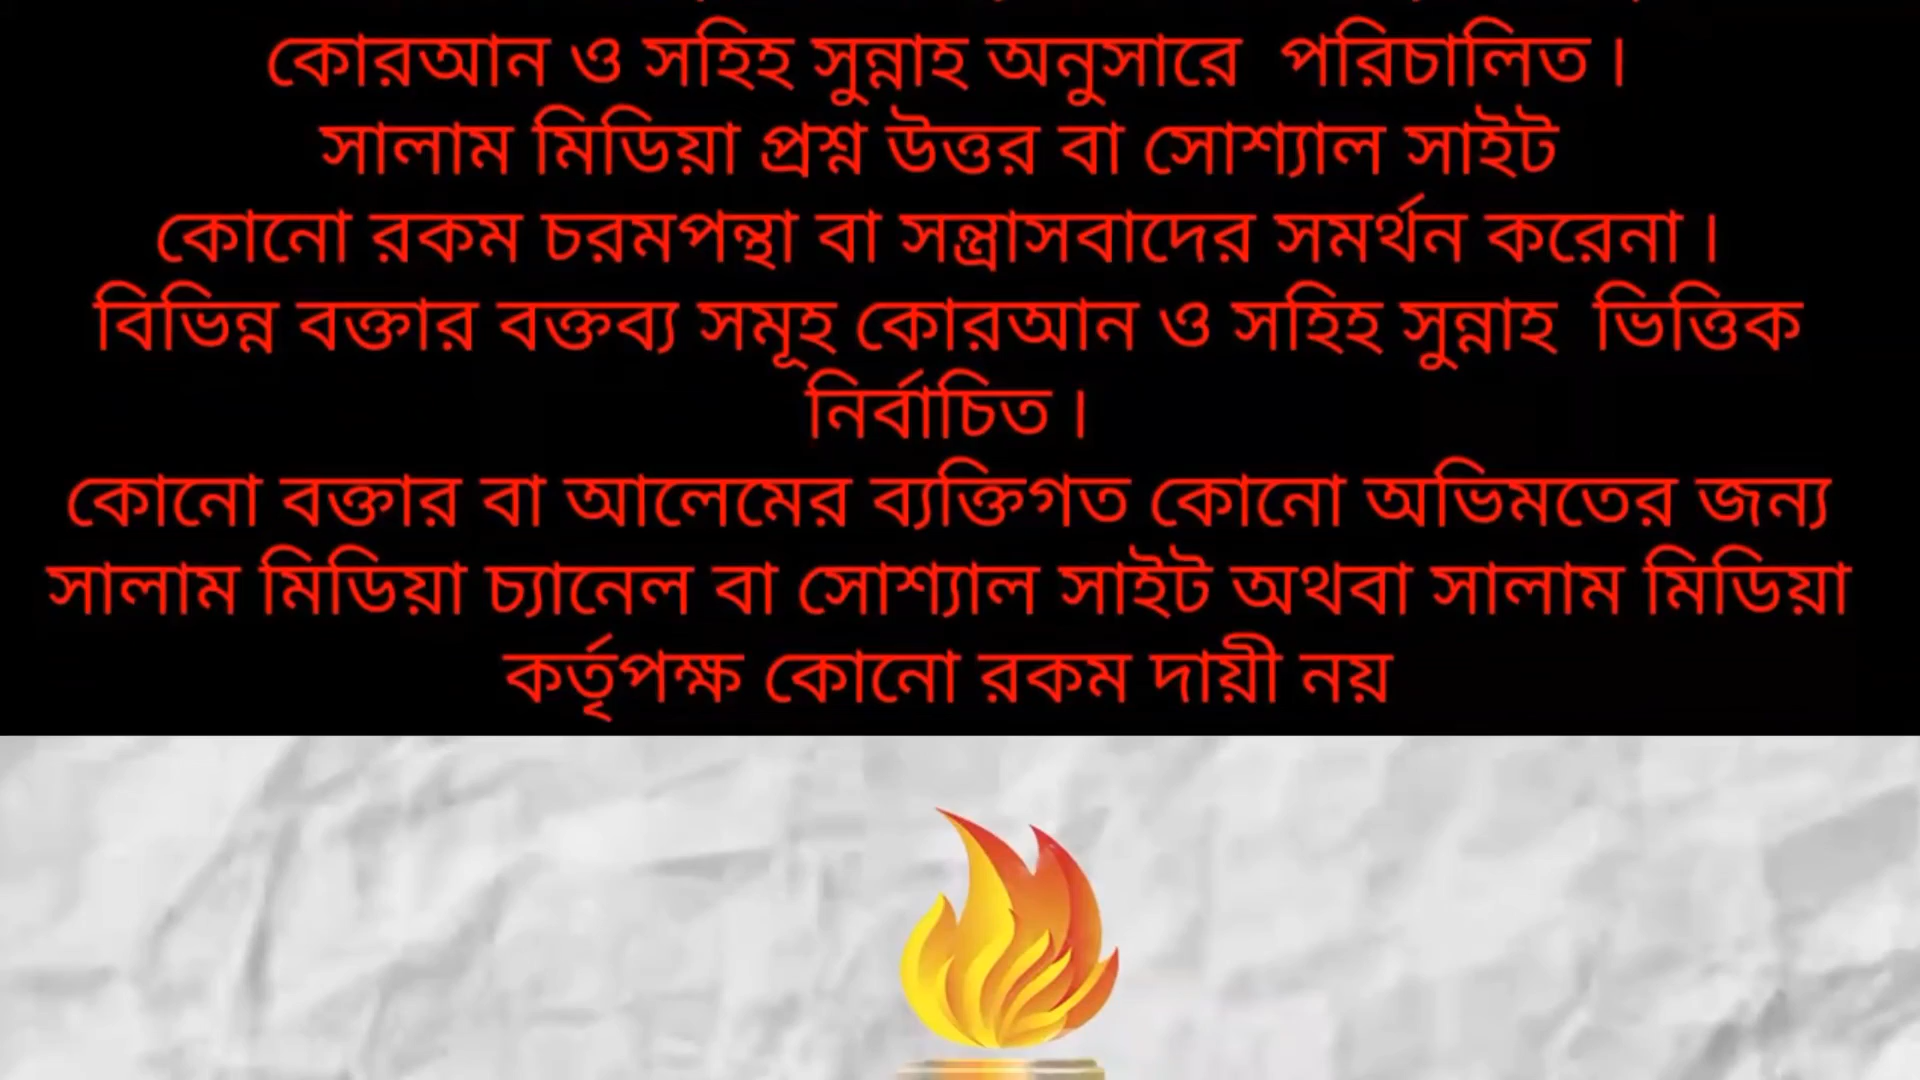 কোরআন ও সহিহ সুন্নাহ অনুসারে পরিচালিত।
সালাম মিডিয়া প্রশ্ন উত্তর বা সোশ্যাল সাইট
কোনো রকম চরমপন্থা বা সন্ত্রাসবাদের সমর্থন করেনা।
বিভিন্ন বক্তার বক্তব্য সমূহ কোরআন ও সহিহ সুন্নাহ ভিত্তিক
নির্বাচিত।
কোনো বক্তার বা আলেমের ব্যক্তিগত কোনো অভিমতের জন্য
সালাম মিডিয়া চ্যানেল বা সোশ্যাল সাইট অথবা সালাম মিডিয়া
কর্তৃপক্ষ কোনো রকম দায়ী নয়